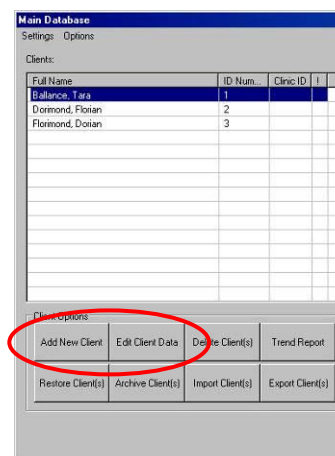 Main Database
Settings Options
Clients:
Full Name ID Num... Clinic ID !
Ballance, Tara 1
Dorimond, Florian 2
Florimond, Dorian 3
Client Options
Add New Client Edit Client Data Delete Client(s) Trend Report
Restore Client(s) Archive Client(s) Import Client(s) Export Client(s)